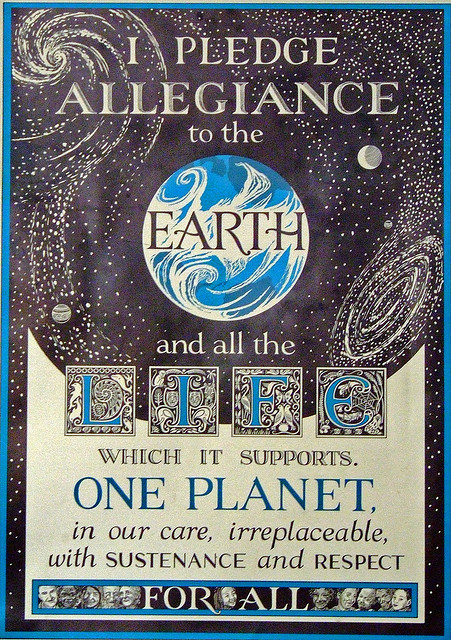 I PLEDGE
ALLEGIANCE
to the
EARTH
and all the
LIFE
WHICH IT SUPPORTS.
ONE PLANET,
in our care, irreplaceable,
with SUSTENANCE and RESPECT
FOR ALL